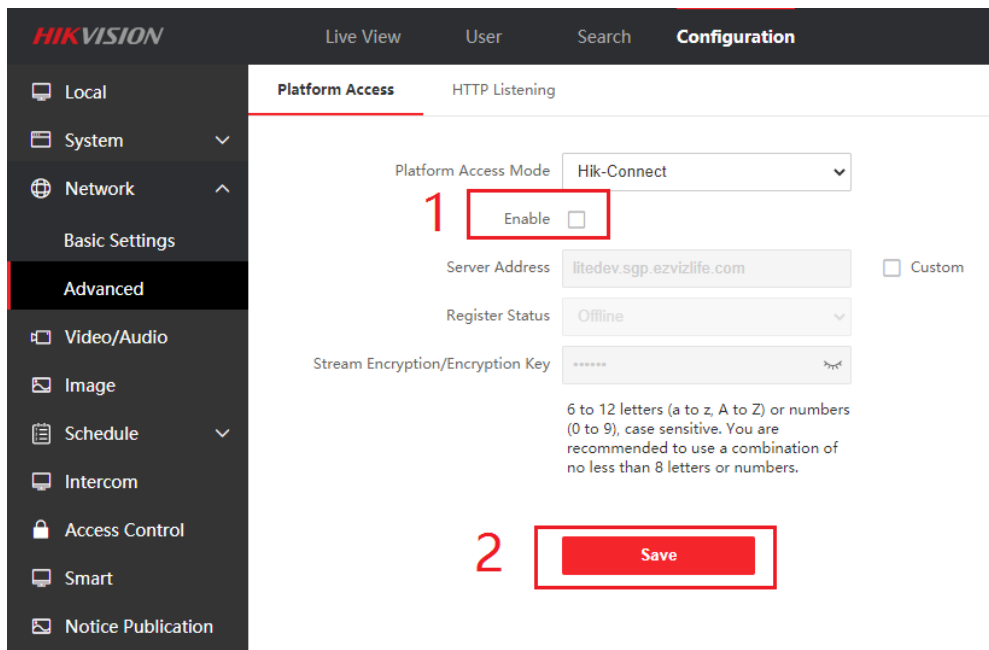 HIKVISION
Live View
User
Search
Configuration
Local
System
Network
Basic Settings
Advanced
Video/Audio
Image
Schedule
Intercom
Access Control
Smart
Notice Publication
Platform Access
HTTP Listening
Platform Access Mode
Hik-Connect
1
Enable
Server Address
litedev.sgp.ezvizlife.com
Custom
Register Status
Offline
Stream Encryption/Encryption Key
••••••
6 to 12 letters (a to z, A to Z) or numbers
(0 to 9), case sensitive. You are
recommended to use a combination of
no less than 8 letters or numbers.
2
Save